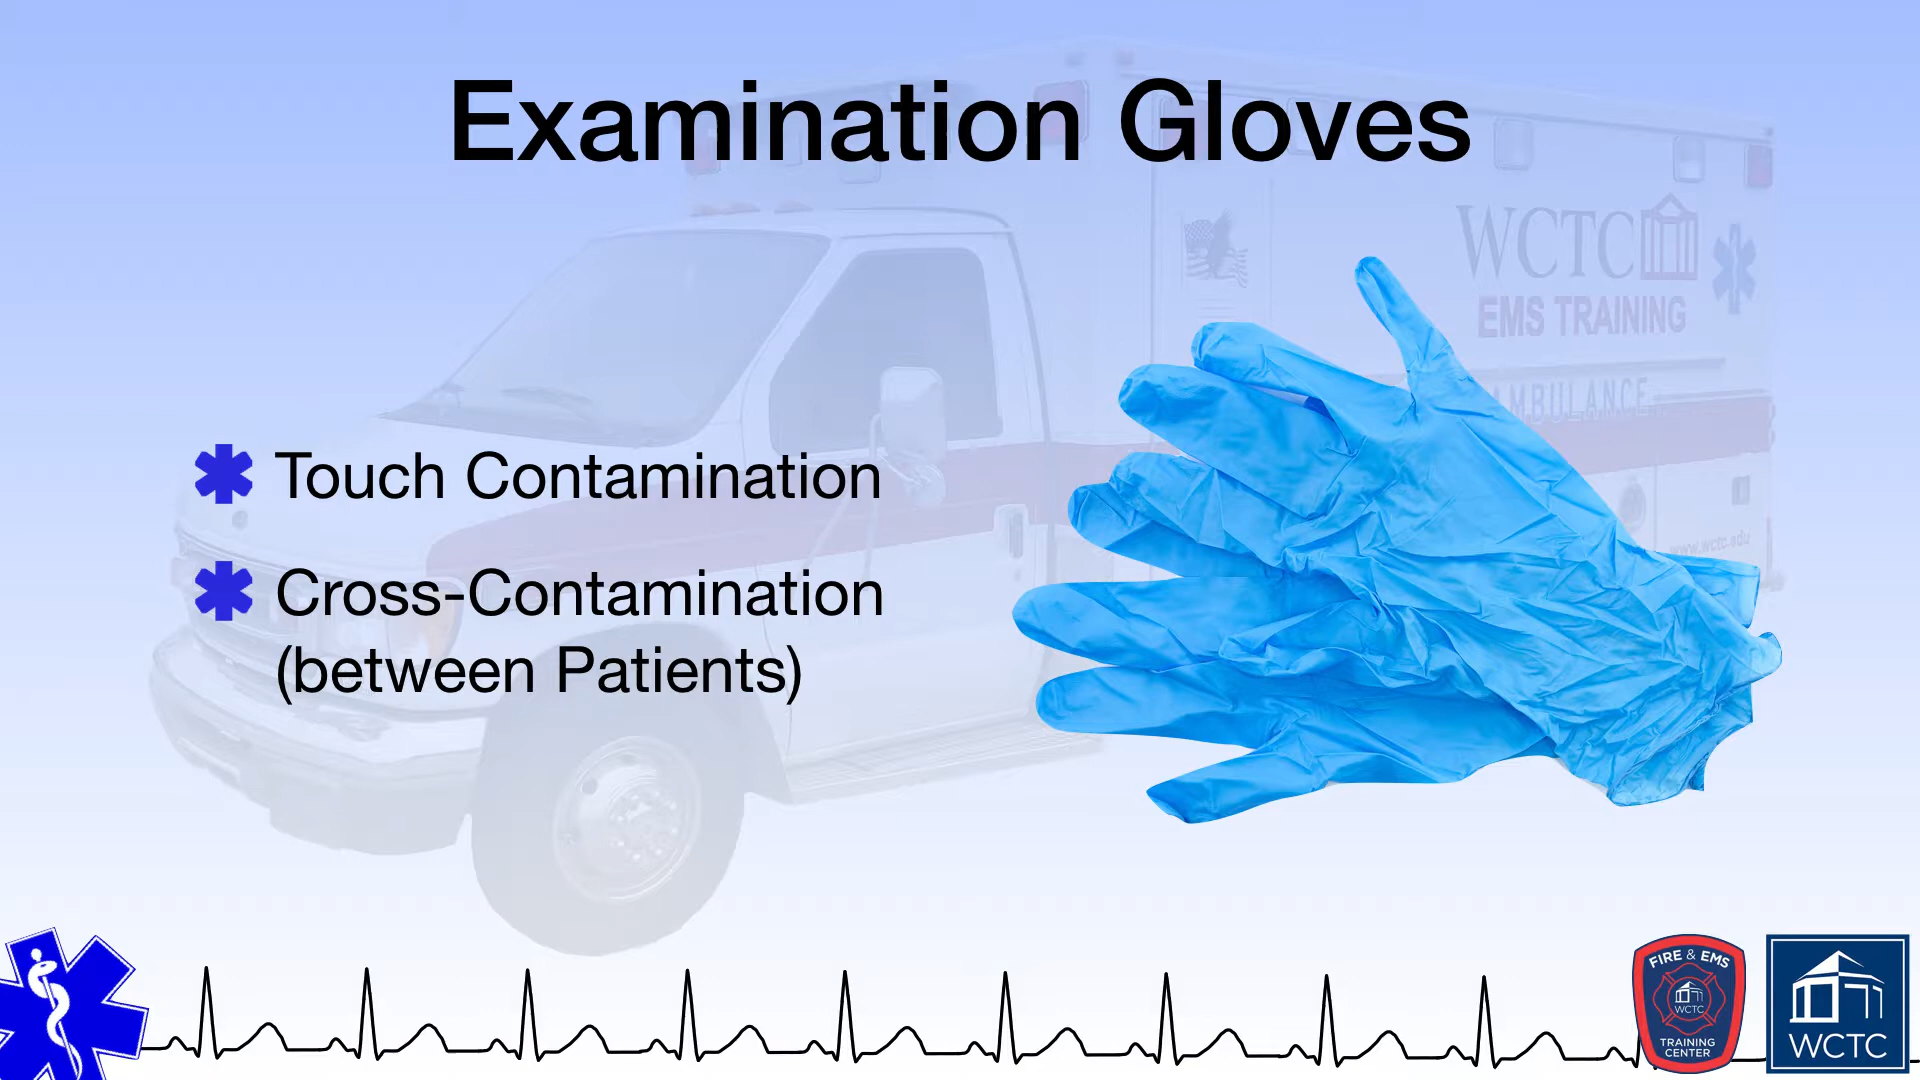 Examination Gloves
WCTC
EMS TRAINING
AMBULANCE
www.wctc.edu
Touch Contamination
Cross-Contamination
(between Patients)
FIRE & EMS
WCTC
TRAINING
CENTER
WCTC